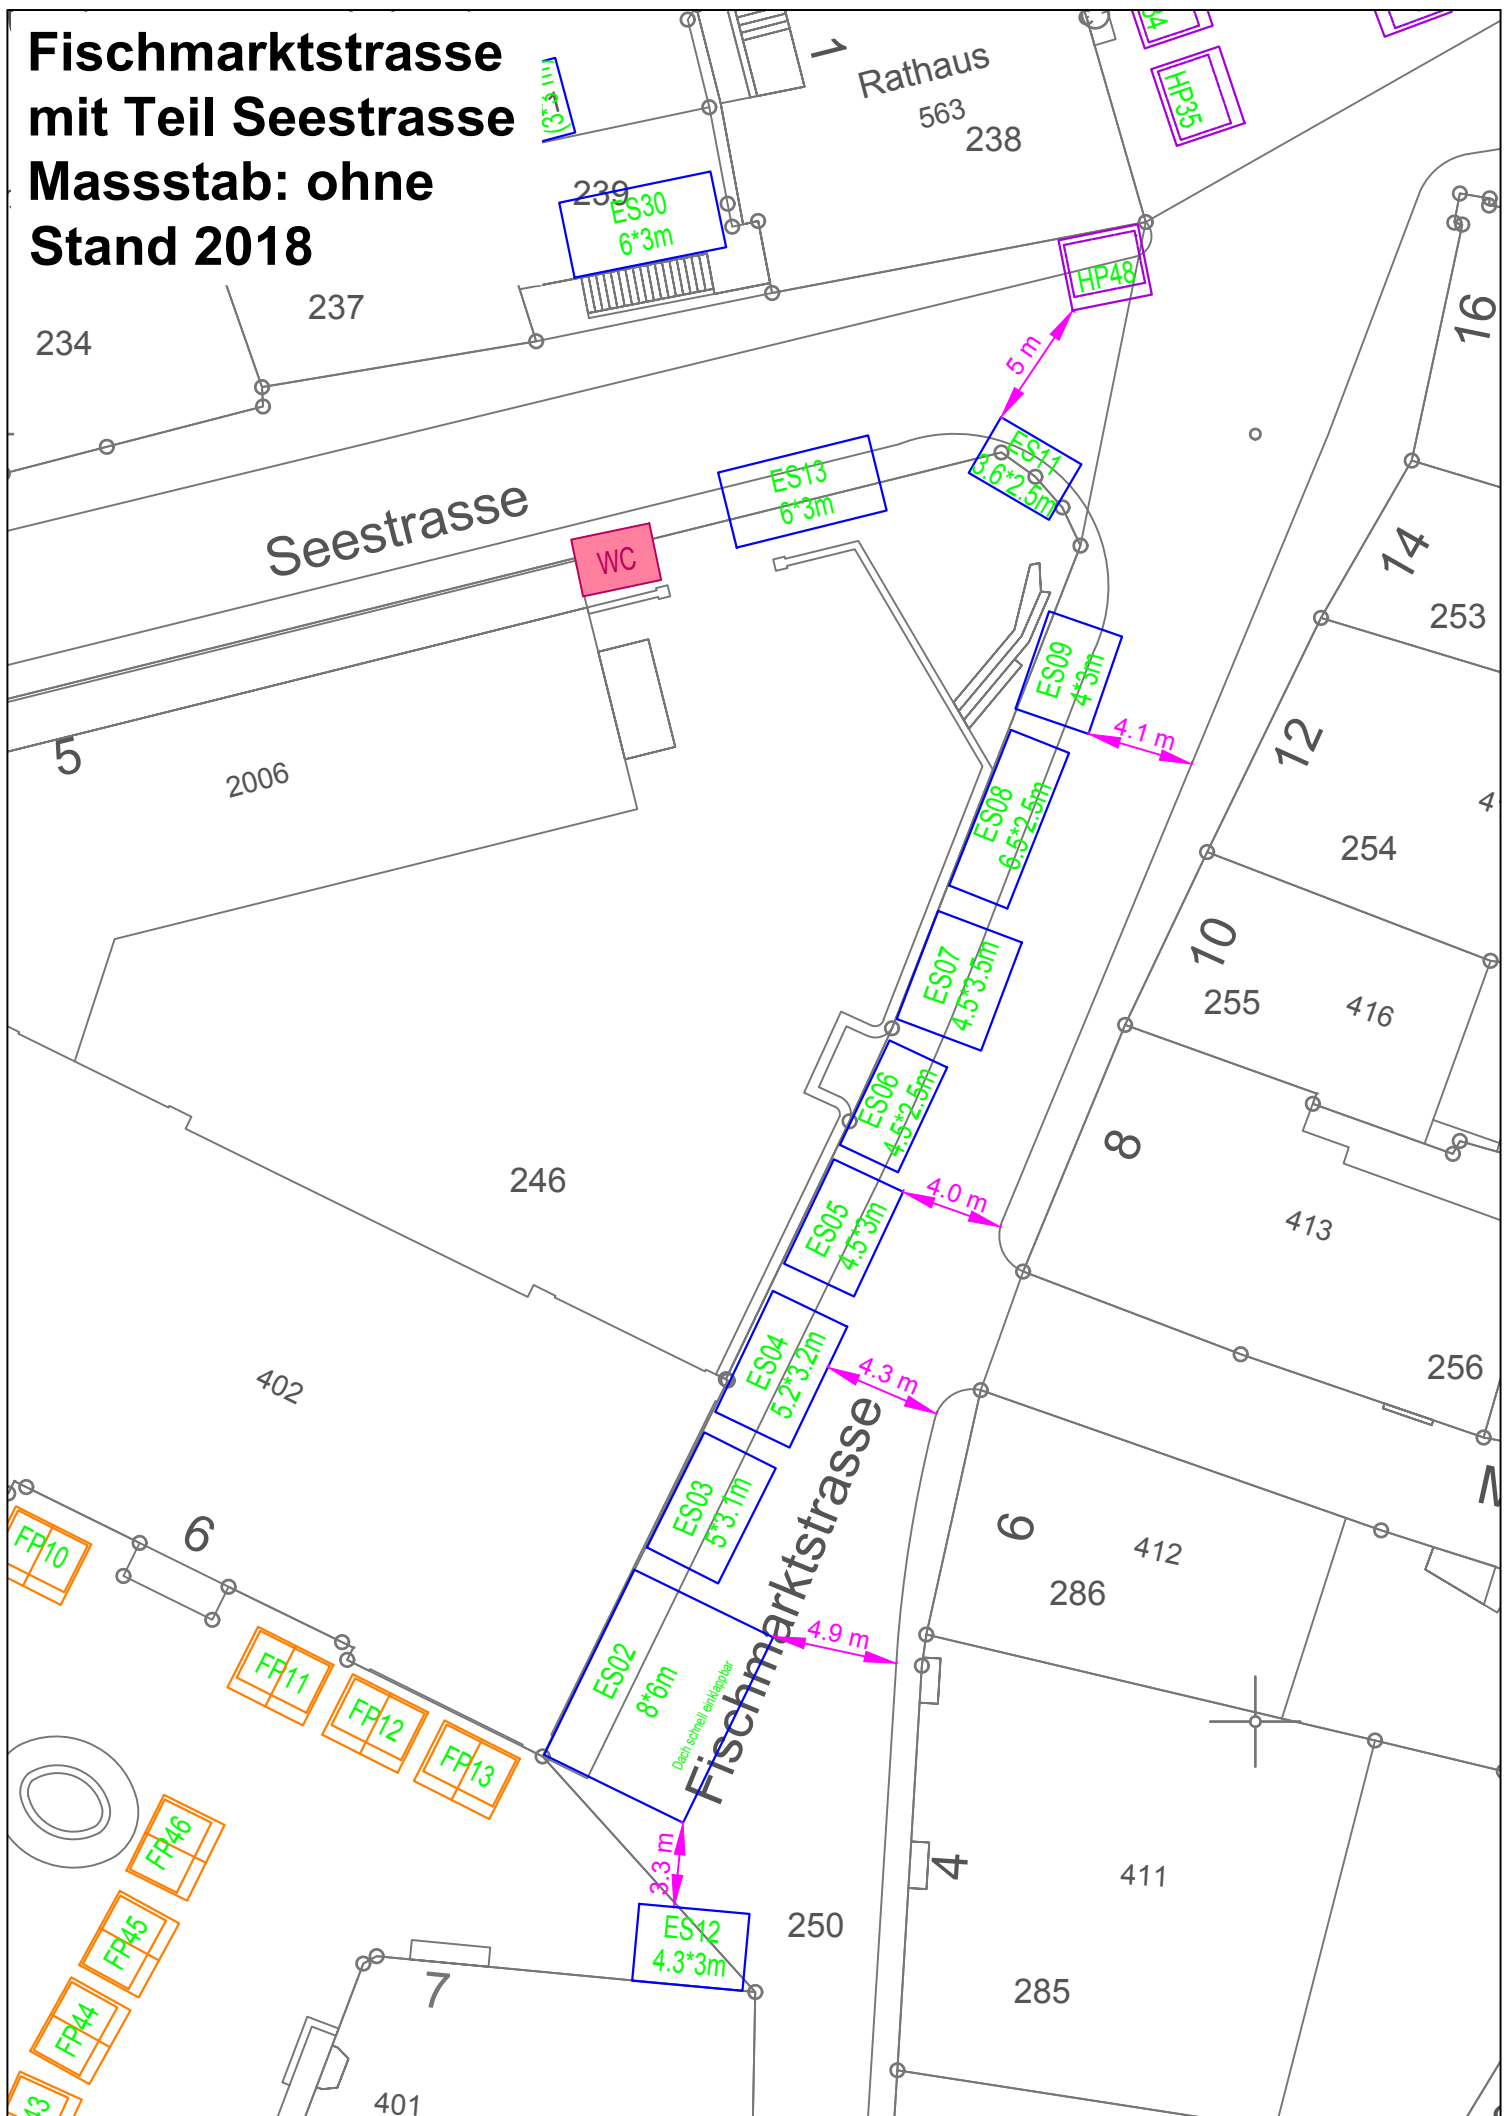 Fischmarktstrasse
mit Teil Seestrasse
Massstab: ohne
Stand 2018
1
Rathaus
563
238
HP35
239
ES30
6*3m
HP48
237
234
16
5 m
ES11
3.6*2.5m
ES13
6*3m
Seestrasse
WC
14
253
ES09
4*3m
4.1 m
12
5
2006
ES08
6.5*2.5m
254
10
ES07
4.5*3.5m
255
416
ES06
4.5*2.5m
8
246
4.0 m
ES05
4.5*3m
413
ES04
5.2*3.2m
4.3 m
256
402
Fischmarktstrasse
ES03
5*3.1m
6
412
286
FP10
6
4.9 m
ES02
8*6m
Dach schnell einklappbar
FP11
FP12
FP13
FP46
3.3 m
4
411
ES12
4.3*3m
250
FP45
7
285
FP44
401
43